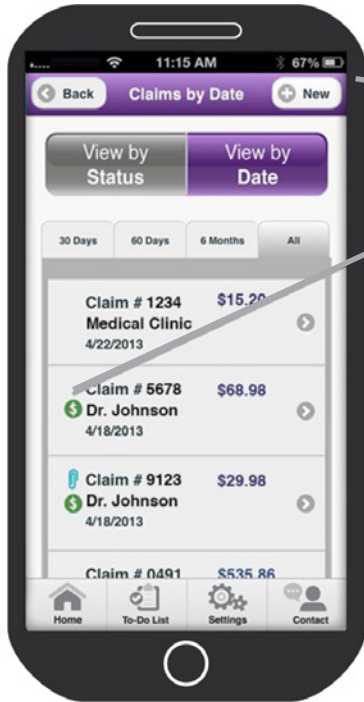 11:15 AM 67%
Back Claims by Date New
View by Status View by Date
30 Days 60 Days 6 Months All
Claim # 1234 $15.20
Medical Clinic
4/22/2013
Claim # 5678 $68.98
Dr. Johnson
4/18/2013
Claim # 9123 $29.98
Dr. Johnson
4/18/2013
Claim # 0491 $535.86
Home To-Do List Settings Contact